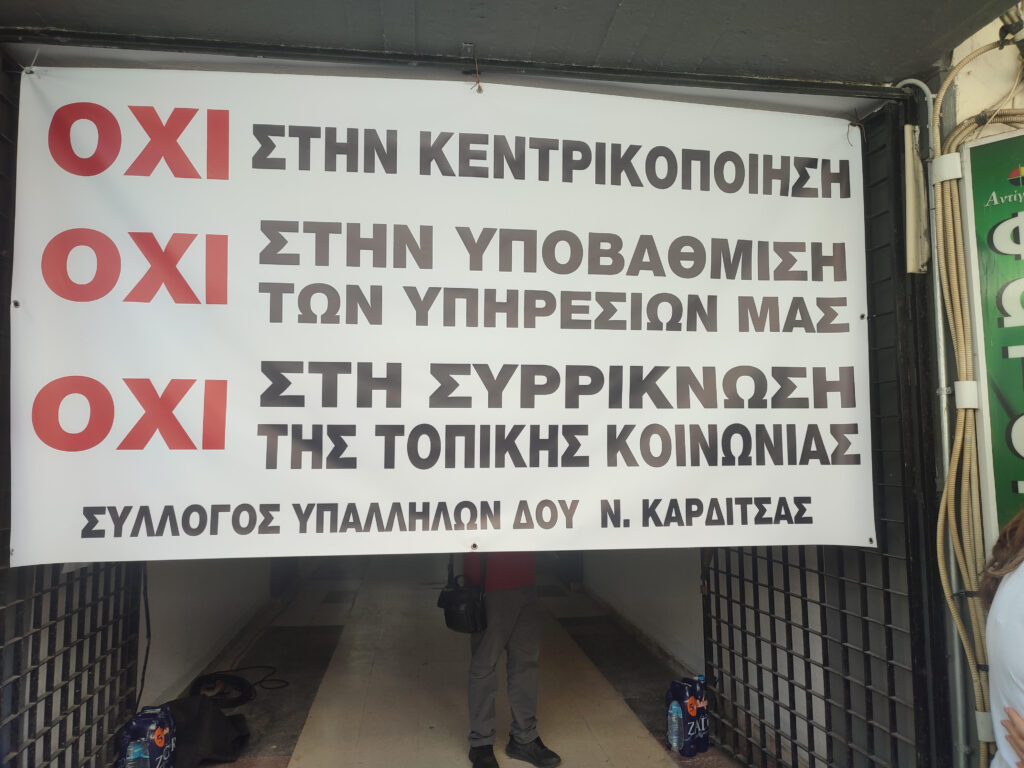 ΟΧΙ ΣΤΗΝ ΚΕΝΤΡΙΚΟΠΟΙΗΣΗ
ΟΧΙ ΣΤΗΝ ΥΠΟΒΑΘΜΙΣΗ
ΤΩΝ ΥΠΗΡΕΣΙΩΝ ΜΑΣ
ΟΧΙ ΣΤΗ ΣΥΡΡΙΚΝΩΣΗ
ΤΗΣ ΤΟΠΙΚΗΣ ΚΟΙΝΩΝΙΑΣ
ΣΥΛΛΟΓΟΣ ΥΠΑΛΛΗΛΩΝ ΔΟΥ Ν. ΚΑΡΔΙΤΣΑΣ